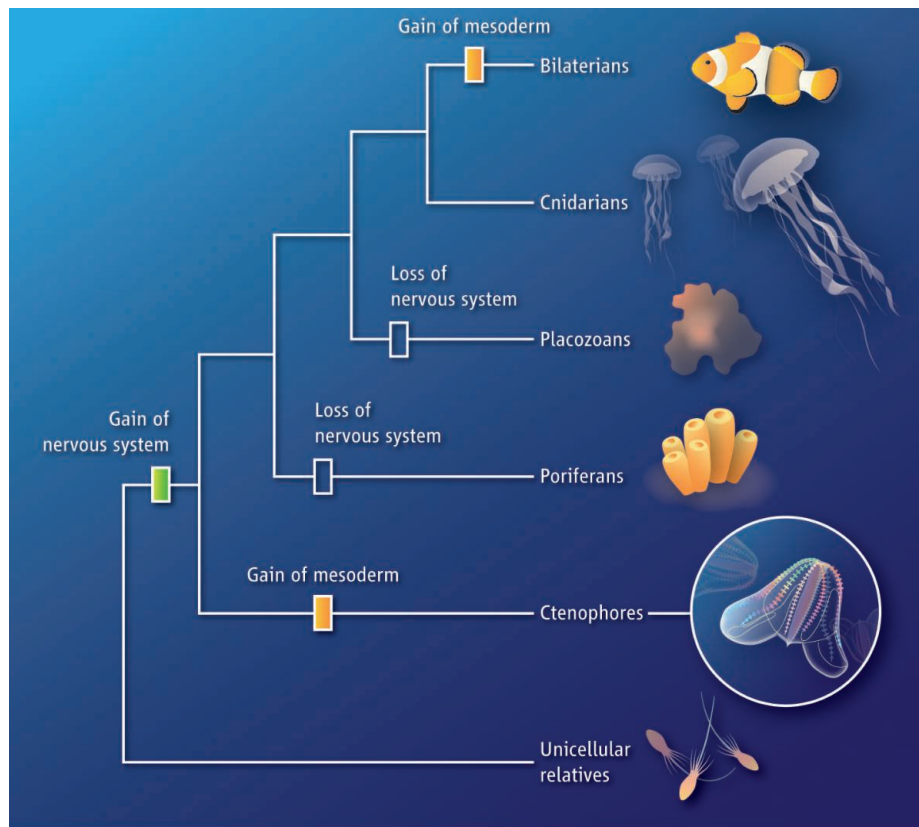 Gain of mesoderm
Bilaterians
Cnidarians
Loss of
nervous system
Placozoans
Loss of
nervous system
Gain of
nervous system
Poriferans
Gain of mesoderm
Ctenophores
Unicellular
relatives